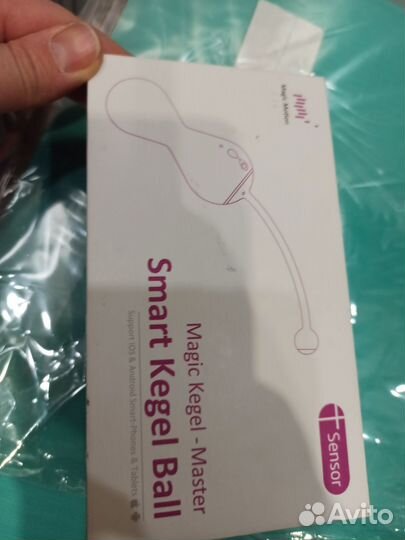 Magic Motion
Magic Kegel - Master
Smart Kegel Ball
Support iOS & Android Smart-Phones & Tablets
+ Sensor
Avito